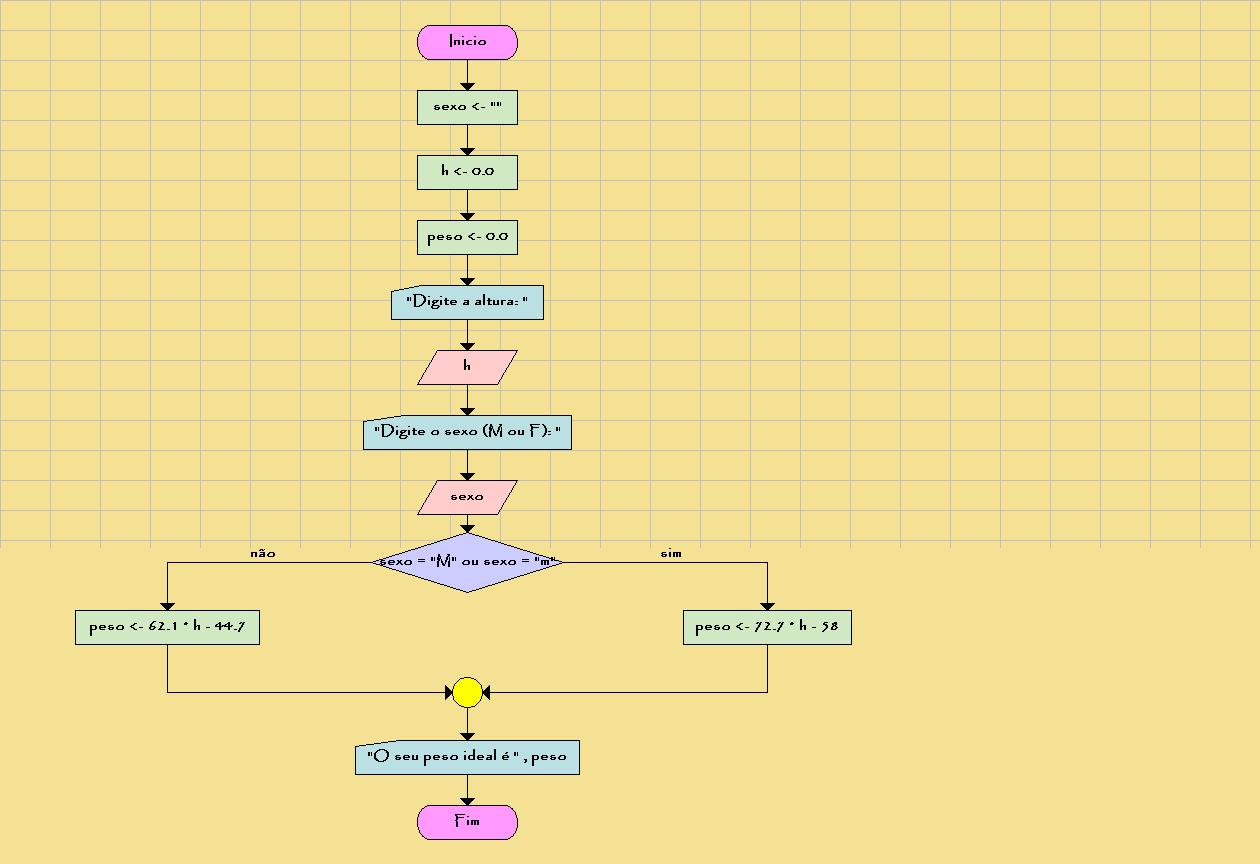 Inicio
sexo <- ""
h <- 0.0
peso <- 0.0
"Digite a altura: "
h
"Digite o sexo (M ou F): "
sexo
não
sim
sexo = "M" ou sexo = "m"
peso <- 62.1 * h - 44.7
peso <- 72.7 * h - 58
"O seu peso ideal é " , peso
Fim